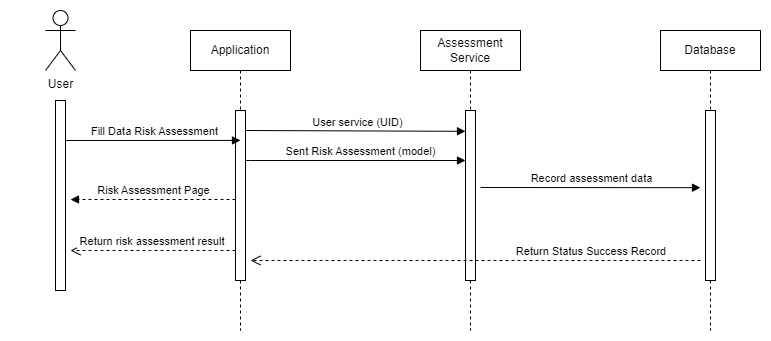 Application
Assessment
Service
Database
User
User service (UID)
Fill Data Risk Assessment
Sent Risk Assessment (model)
Record assessment data
Risk Assessment Page
Return risk assessment result
Return Status Success Record